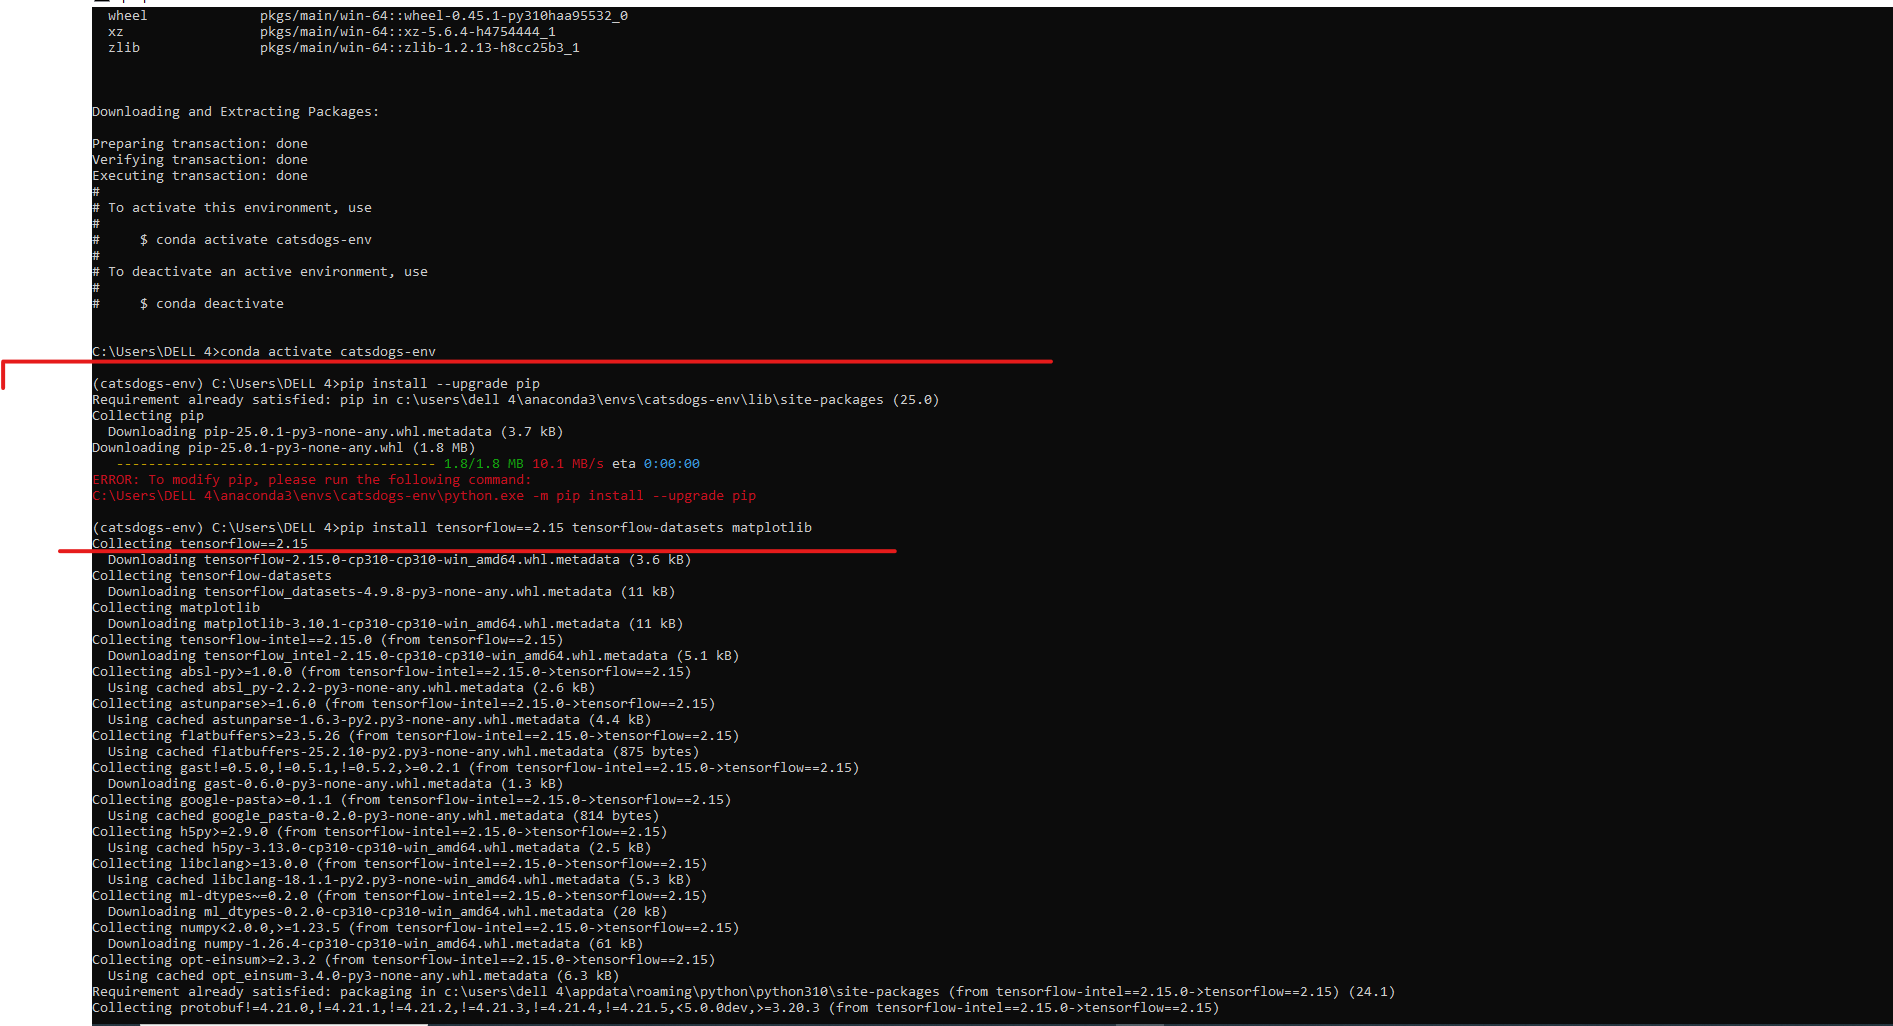 wheel pkgs/main/win-64::wheel-0.45.1-py310haa95532_0
xz pkgs/main/win-64::xz-5.6.4-h4754444_1
zlib pkgs/main/win-64::zlib-1.2.13-h8cc25b3_1
Downloading and Extracting Packages:
Preparing transaction: done
Verifying transaction: done
Executing transaction: done
#
# To activate this environment, use
#
#     $ conda activate catsdogs-env
#
# To deactivate an active environment, use
#
#     $ conda deactivate
C:\Users\DELL 4>conda activate catsdogs-env
(catsdogs-env) C:\Users\DELL 4>pip install --upgrade pip
Requirement already satisfied: pip in c:\users\dell 4\anaconda3\envs\catsdogs-env\lib\site-packages (25.0)
Collecting pip
Downloading pip-25.0.1-py3-none-any.whl.metadata (3.7 kB)
Downloading pip-25.0.1-py3-none-any.whl (1.8 MB)
---------------------------------------- 1.8/1.8 MB 10.1 MB/s eta 0:00:00
ERROR: To modify pip, please run the following command:
C:\Users\DELL 4\anaconda3\envs\catsdogs-env\python.exe -m pip install --upgrade pip
(catsdogs-env) C:\Users\DELL 4>pip install tensorflow==2.15 tensorflow-datasets matplotlib
Collecting tensorflow==2.15
Downloading tensorflow-2.15.0-cp310-cp310-win_amd64.whl.metadata (3.6 kB)
Collecting tensorflow-datasets
Downloading tensorflow_datasets-4.9.8-py3-none-any.whl.metadata (11 kB)
Collecting matplotlib
Downloading matplotlib-3.10.1-cp310-cp310-win_amd64.whl.metadata (11 kB)
Collecting tensorflow-intel==2.15.0 (from tensorflow==2.15)
Downloading tensorflow_intel-2.15.0-cp310-cp310-win_amd64.whl.metadata (5.1 kB)
Collecting absl-py>=1.0.0 (from tensorflow-intel==2.15.0->tensorflow==2.15)
Using cached absl_py-2.2.2-py3-none-any.whl.metadata (2.6 kB)
Collecting astunparse>=1.6.0 (from tensorflow-intel==2.15.0->tensorflow==2.15)
Using cached astunparse-1.6.3-py2.py3-none-any.whl.metadata (4.4 kB)
Collecting flatbuffers>=23.5.26 (from tensorflow-intel==2.15.0->tensorflow==2.15)
Using cached flatbuffers-25.2.10-py2.py3-none-any.whl.metadata (875 bytes)
Collecting gast!=0.5.0,!=0.5.1,!=0.5.2,>=0.2.1 (from tensorflow-intel==2.15.0->tensorflow==2.15)
Downloading gast-0.6.0-py3-none-any.whl.metadata (1.3 kB)
Collecting google-pasta>=0.1.1 (from tensorflow-intel==2.15.0->tensorflow==2.15)
Using cached google_pasta-0.2.0-py3-none-any.whl.metadata (814 bytes)
Collecting h5py>=2.9.0 (from tensorflow-intel==2.15.0->tensorflow==2.15)
Using cached h5py-3.13.0-cp310-cp310-win_amd64.whl.metadata (2.5 kB)
Collecting libclang>=13.0.0 (from tensorflow-intel==2.15.0->tensorflow==2.15)
Using cached libclang-18.1.1-py2.py3-none-win_amd64.whl.metadata (5.3 kB)
Collecting ml-dtypes~=0.2.0 (from tensorflow-intel==2.15.0->tensorflow==2.15)
Downloading ml_dtypes-0.2.0-cp310-cp310-win_amd64.whl.metadata (20 kB)
Collecting numpy<2.0.0,>=1.23.5 (from tensorflow-intel==2.15.0->tensorflow==2.15)
Downloading numpy-1.26.4-cp310-cp310-win_amd64.whl.metadata (61 kB)
Collecting opt-einsum>=2.3.2 (from tensorflow-intel==2.15.0->tensorflow==2.15)
Using cached opt_einsum-3.4.0-py3-none-any.whl.metadata (6.3 kB)
Requirement already satisfied: packaging in c:\users\dell 4\appdata\roaming\python\python310\site-packages (from tensorflow-intel==2.15.0->tensorflow==2.15) (24.1)
Collecting protobuf!=4.21.0,!=4.21.1,!=4.21.2,!=4.21.3,!=4.21.4,!=4.21.5,<5.0.0dev,>=3.20.3 (from tensorflow-intel==2.15.0->tensorflow==2.15)